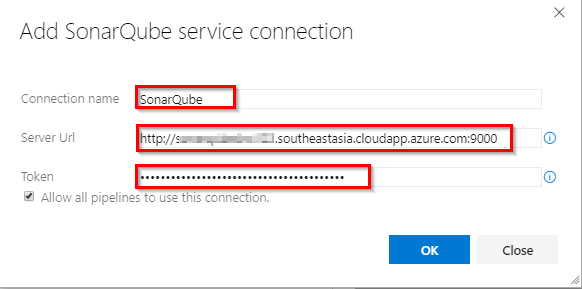 Add SonarQube service connection
Connection name SonarQube
Server Url http://s .southeastasia.cloudapp.azure.com:9000
Token ••••••••••••••••••••••••••••••••••••••••
Allow all pipelines to use this connection.
OK Close